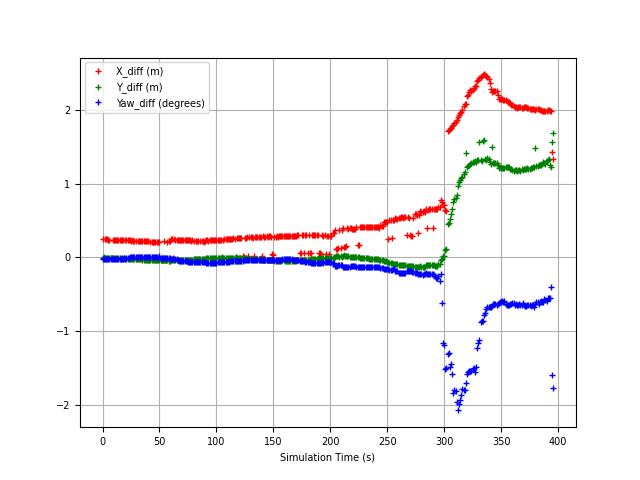 X_diff (m)
Y_diff (m)
Yaw_diff (degrees)
2
1
0
−1
−2
0 50 100 150 200 250 300 350 400
Simulation Time (s)